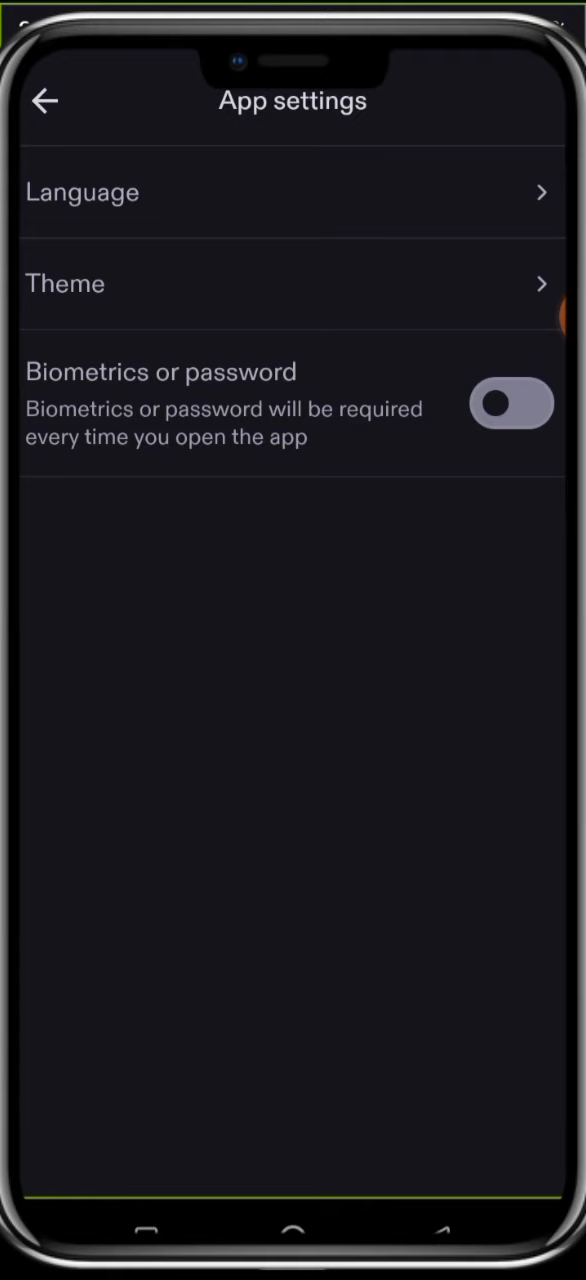 App settings
Language
Theme
Biometrics or password
Biometrics or password will be required
every time you open the app